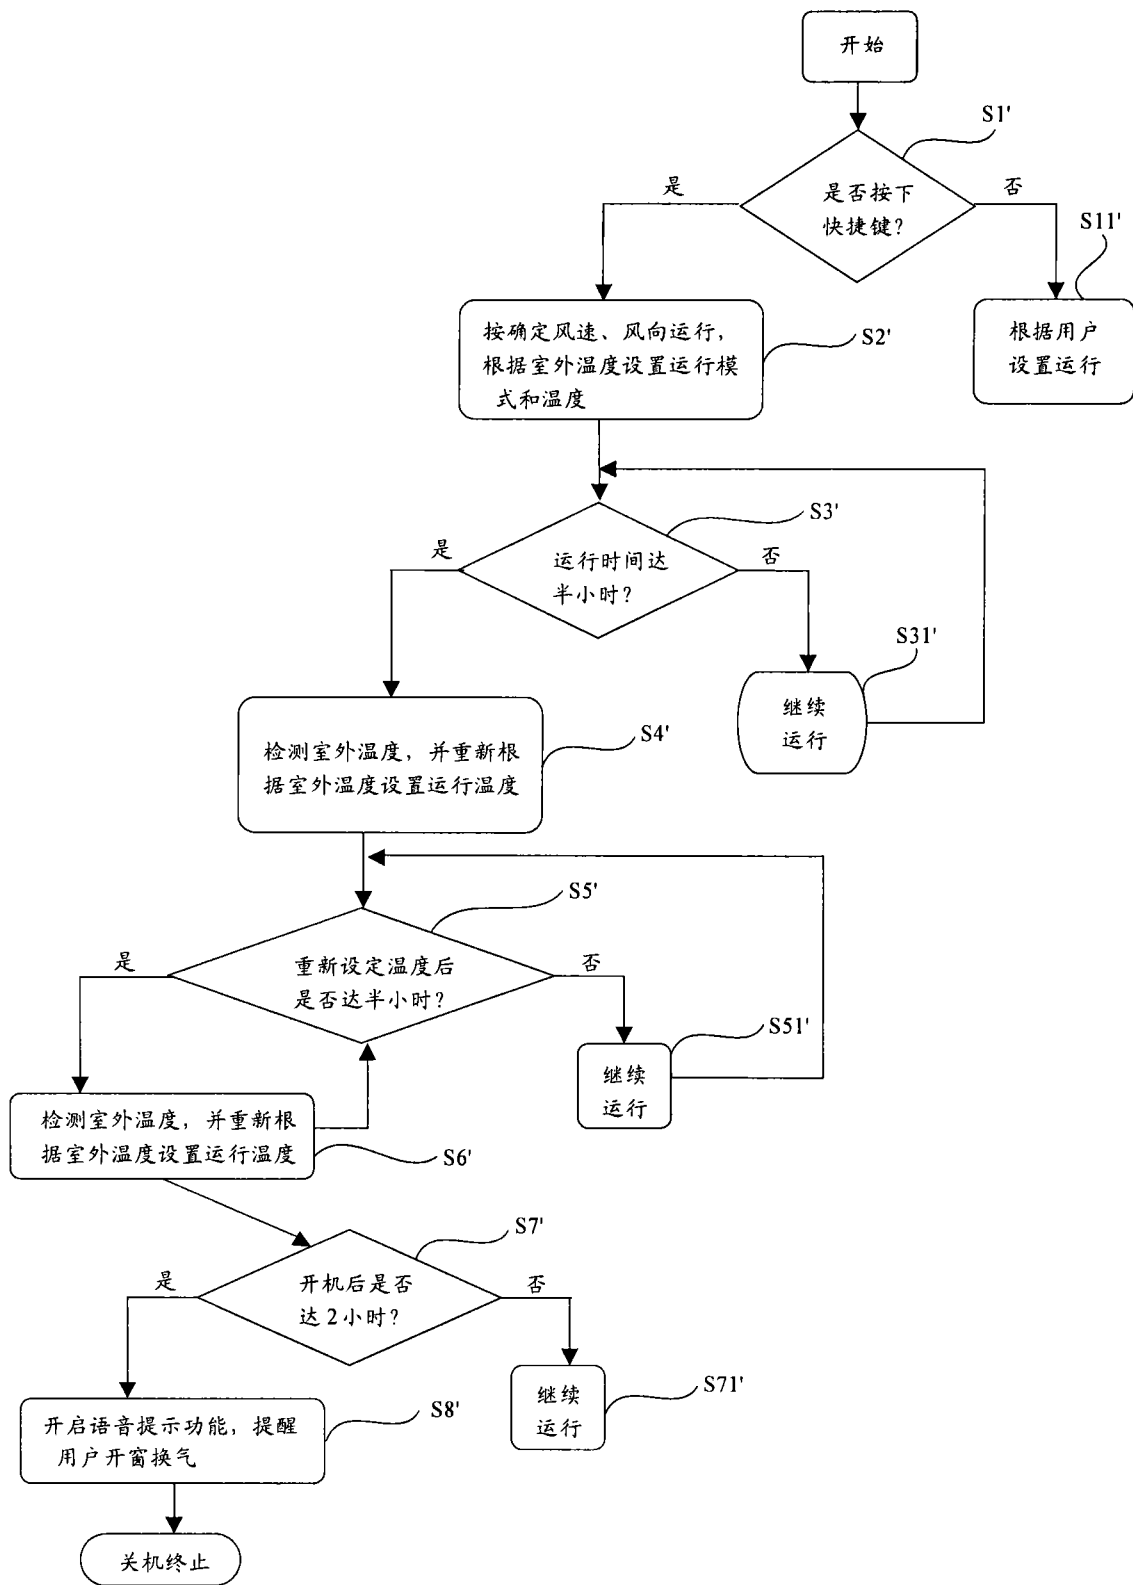 开始
S1'
是
否
是否按下
快捷键？
S11'
按确定风速、风向运行，
根据室外温度设置运行模
式和温度
S2'
根据用户
设置运行
S3'
是
否
运行时间达
半小时？
S31'
继续
运行
检测室外温度，并重新根
据室外温度设置运行温度
S4'
S5'
是
否
重新设定温度后
是否达半小时？
S51'
继续
运行
检测室外温度，并重新根
据室外温度设置运行温度
S6'
S7'
是
否
开机后是否
达2小时？
继续
运行
S71'
开启语音提示功能，提醒
用户开窗换气
S8'
关机终止